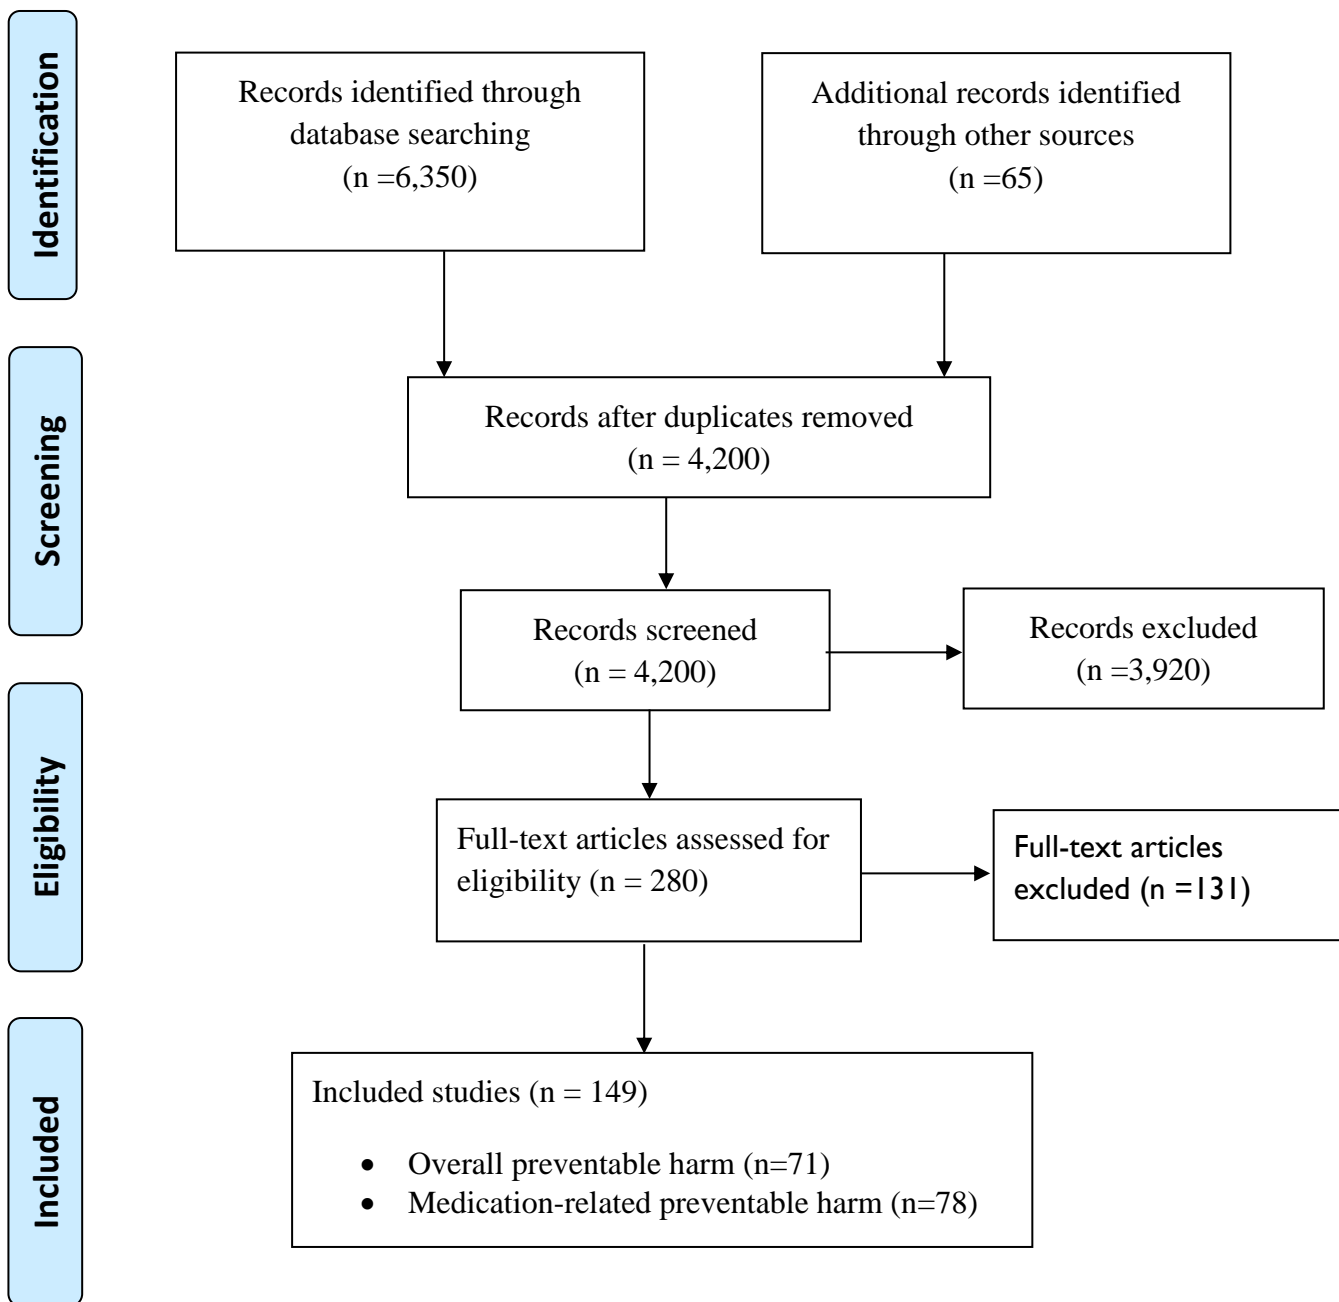 Identification
Records identified through
database searching
(n =6,350)
Additional records identified
through other sources
(n =65)
Screening
Records after duplicates removed
(n = 4,200)
Records screened
(n = 4,200)
Records excluded
(n =3,920)
Eligibility
Full-text articles assessed for
eligibility (n = 280)
Full-text articles
excluded (n =131)
Included
Included studies (n = 149)
• Overall preventable harm (n=71)
• Medication-related preventable harm (n=78)